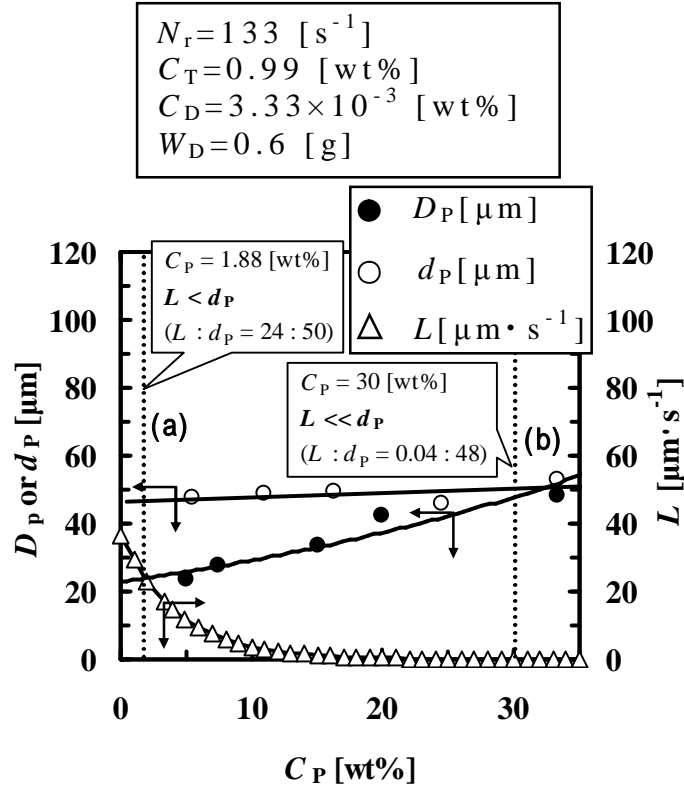 N_r=133 [s^-1]
C_T=0.99 [wt%]
C_D=3.33×10^-3 [wt%]
W_D=0.6 [g]
● D_P[μm]
○ d_P[μm]
△ L[μm・s^-1]
C_P = 1.88 [wt%]
L < d_P
(L : d_P = 24 : 50)
C_P = 30 [wt%]
L << d_P
(L : d_P = 0.04 : 48)
(a)
(b)
120
100
80
60
40
20
0
D_p or d_P [μm]
120
100
80
60
40
20
0
L [μm・s^-1]
0 10 20 30
C_P [wt%]